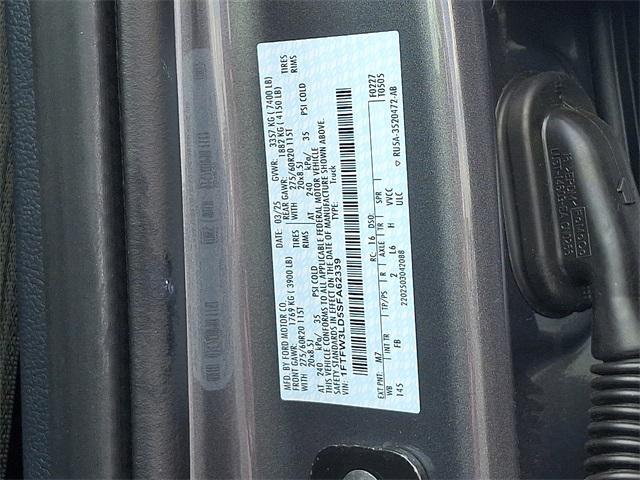 MFD. BY FORD MOTOR CO.
DATE: 03/25
GVWR: 3357 KG ( 7400 LB)
FRONT GAWR: 1769 KG ( 3900 LB)
REAR GAWR: 1882 KG ( 4150 LB)
WITH 275/60R20 115T TIRES
WITH 275/60R20 115T TIRES
20x8.5J RIMS
20x8.5J RIMS
AT 240 kPa/ 35 PSI COLD
AT 240 kPa/ 35 PSI COLD
THIS VEHICLE CONFORMS TO ALL APPLICABLE FEDERAL MOTOR VEHICLE
SAFETY STANDARDS IN EFFECT ON THE DATE OF MANUFACTURE SHOWN ABOVE.
VIN: 1FTFW3LD5SFA62339
TYPE: Truck
F0227
T0505
EXT PNT: M7 RC: 16 DSO:
WB INT TR TP/PS R AXLE TR SPR
145 FB 2 L6 H VVCC
ULC
2202503042088
RU5A-3520472-AB